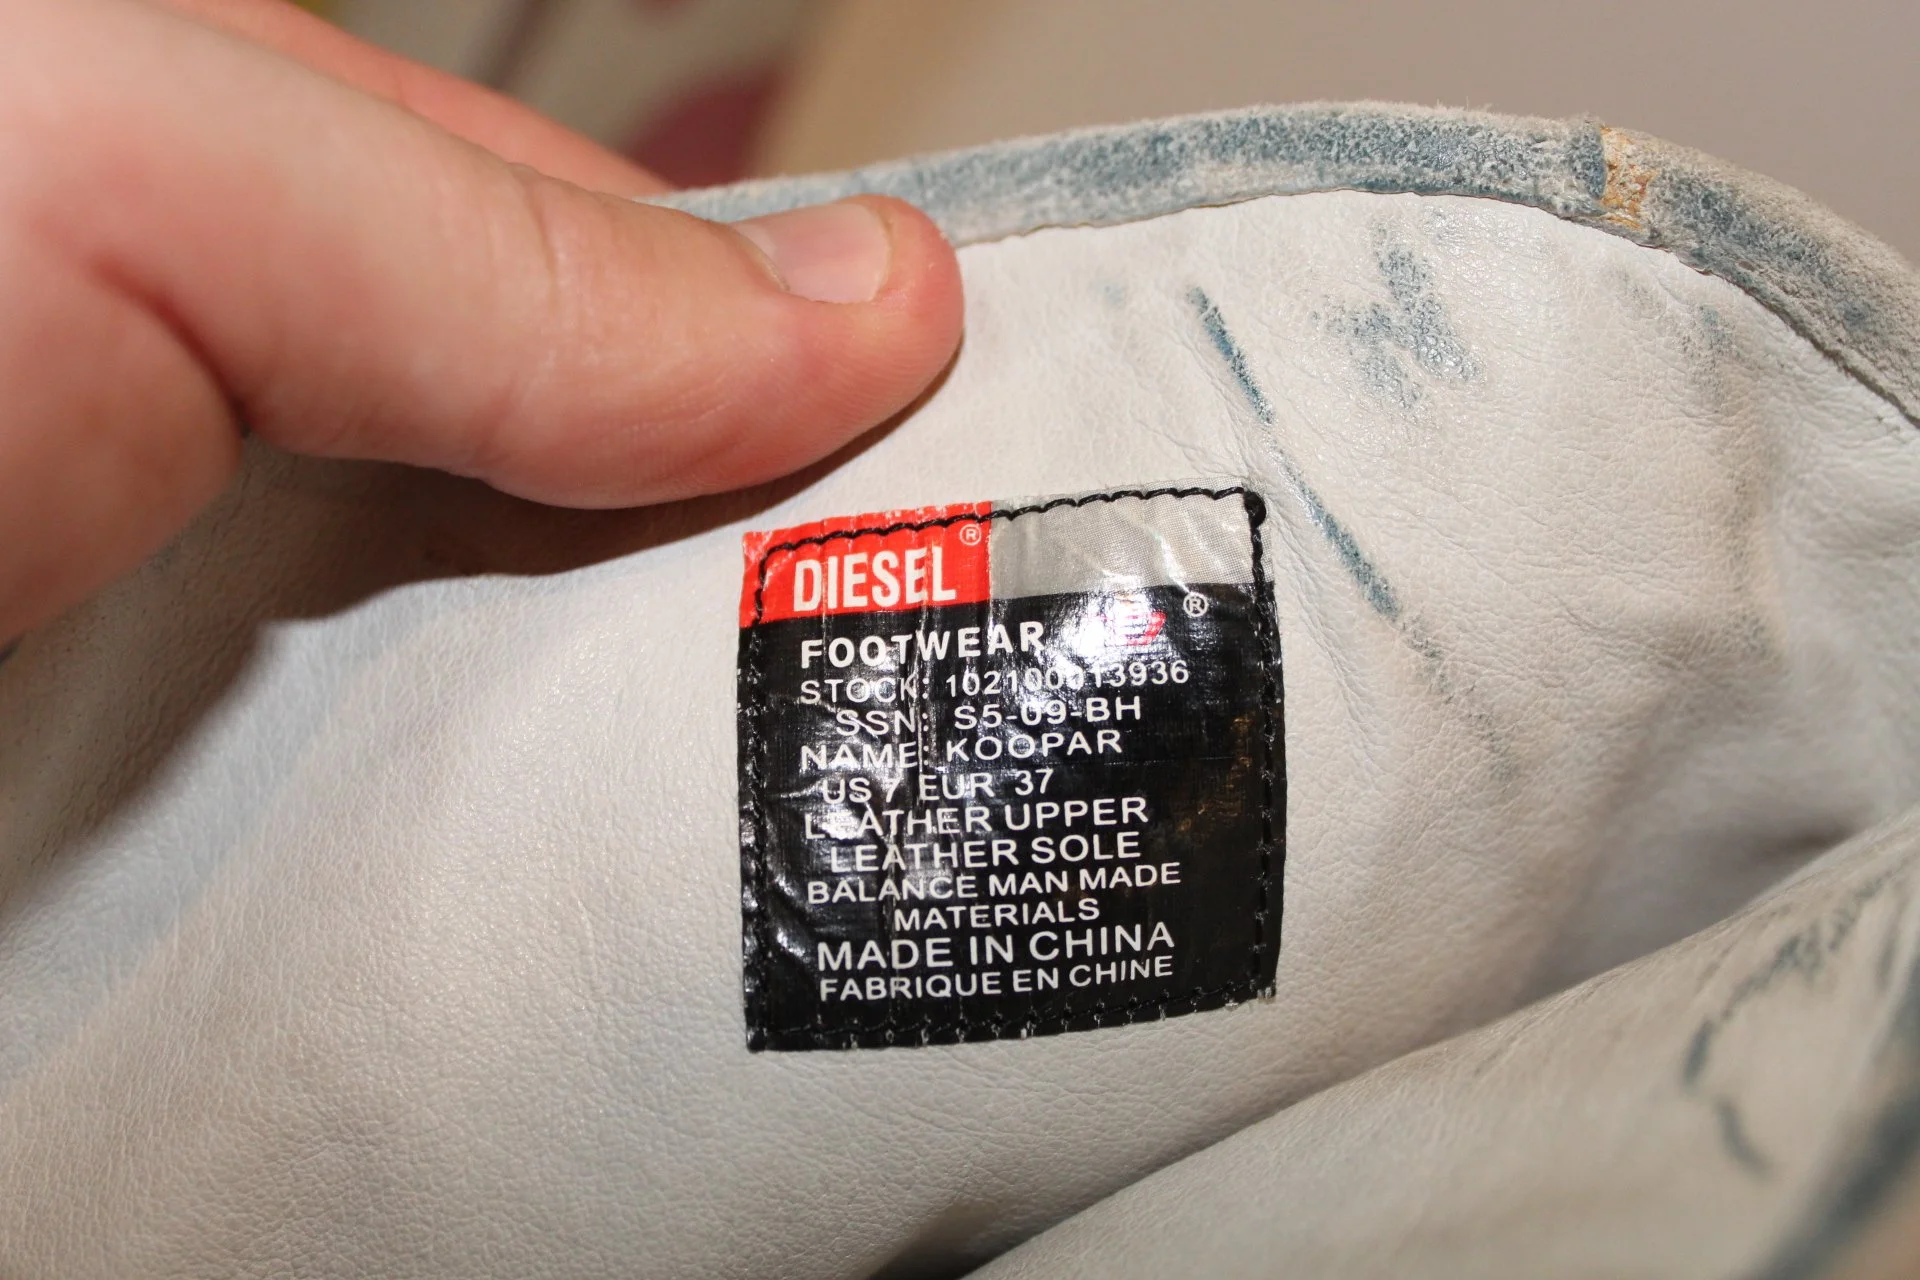 DIESEL®
FOOTWEAR ®
STOCK: 102100013936
SSN: S5-09-BH
NAME: KOOPAR
US 7 EUR 37
LEATHER UPPER
LEATHER SOLE
BALANCE MAN MADE
MATERIALS
MADE IN CHINA
FABRIQUE EN CHINE